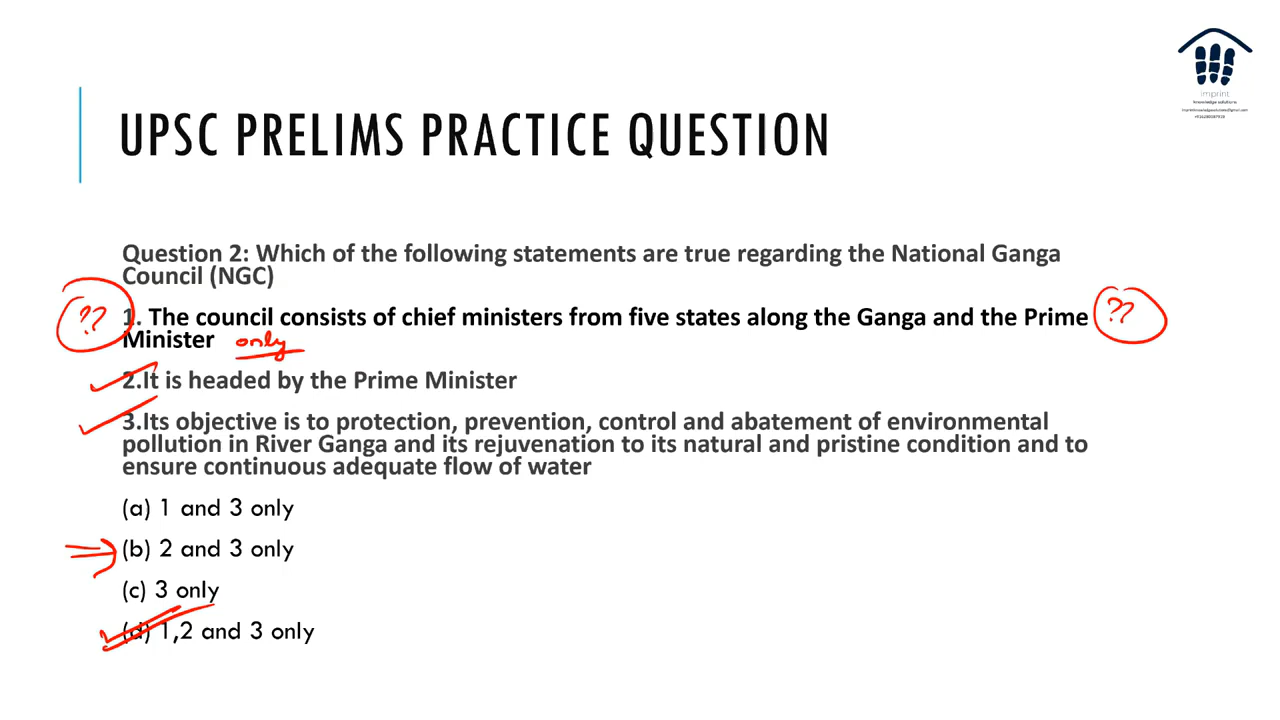 imprint
knowledge solutions
UPSC PRELIMS PRACTICE QUESTION
Question 2: Which of the following statements are true regarding the National Ganga
Council (NGC)
?? 1. The council consists of chief ministers from five states along the Ganga and the Prime ??
Minister only
2.It is headed by the Prime Minister
3.Its objective is to protection, prevention, control and abatement of environmental
pollution in River Ganga and its rejuvenation to its natural and pristine condition and to
ensure continuous adequate flow of water
(a) 1 and 3 only
(b) 2 and 3 only
(c) 3 only
(d) 1,2 and 3 only